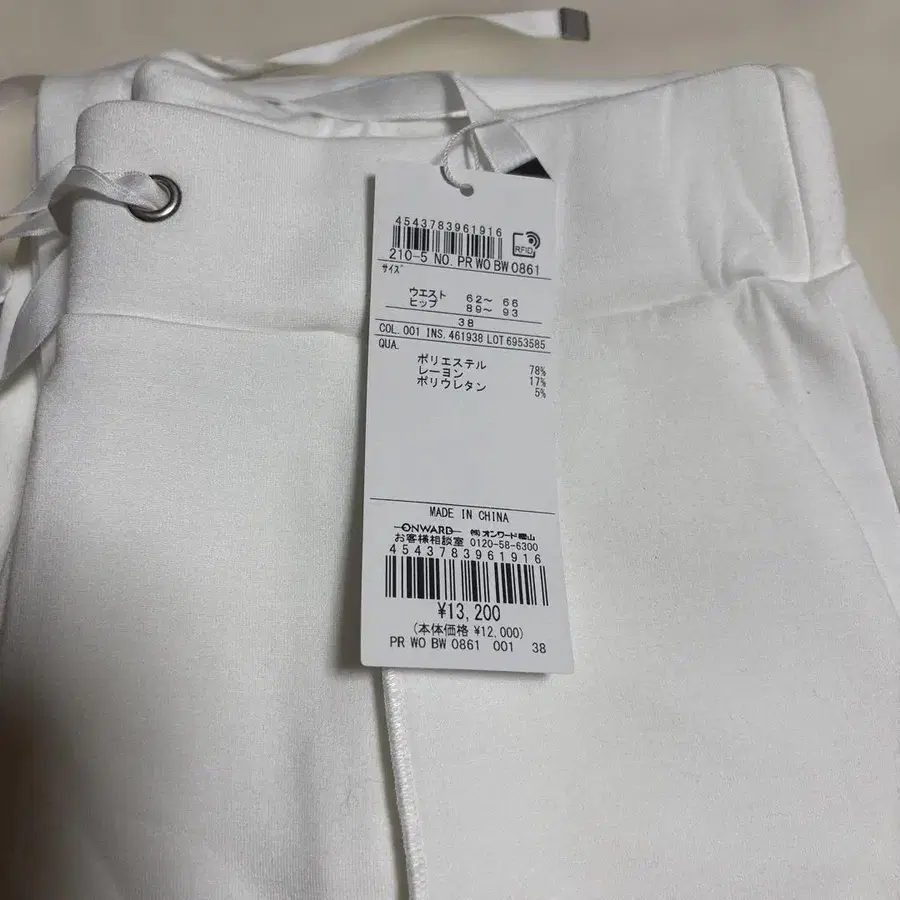 4543783961916
RFID
210-5 NO. PR WO BW 0861
サイズ
ウエスト 62〜 66
ヒップ 89〜 93
38
COL. 001 INS. 461938 LOT 6953585
QUA.
ポリエステル 78%
レーヨン 17%
ポリウレタン 5%
MADE IN CHINA
ONWARD ㈱オンワード樫山
お客様相談室 0120-58-6300
4543783961916
¥13,200
(本体価格 ¥12,000)
PR WO BW 0861 001 38